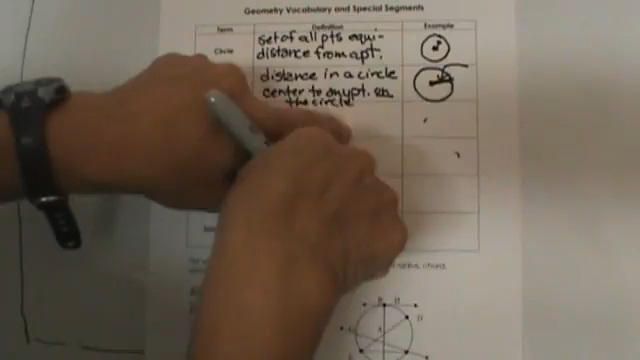 Geometry Vocabulary and Special Segments
Term Definition Example
Circle
set of all pts equi-
distance from a pt.
distance in a circle
center to any pt. on
the circle